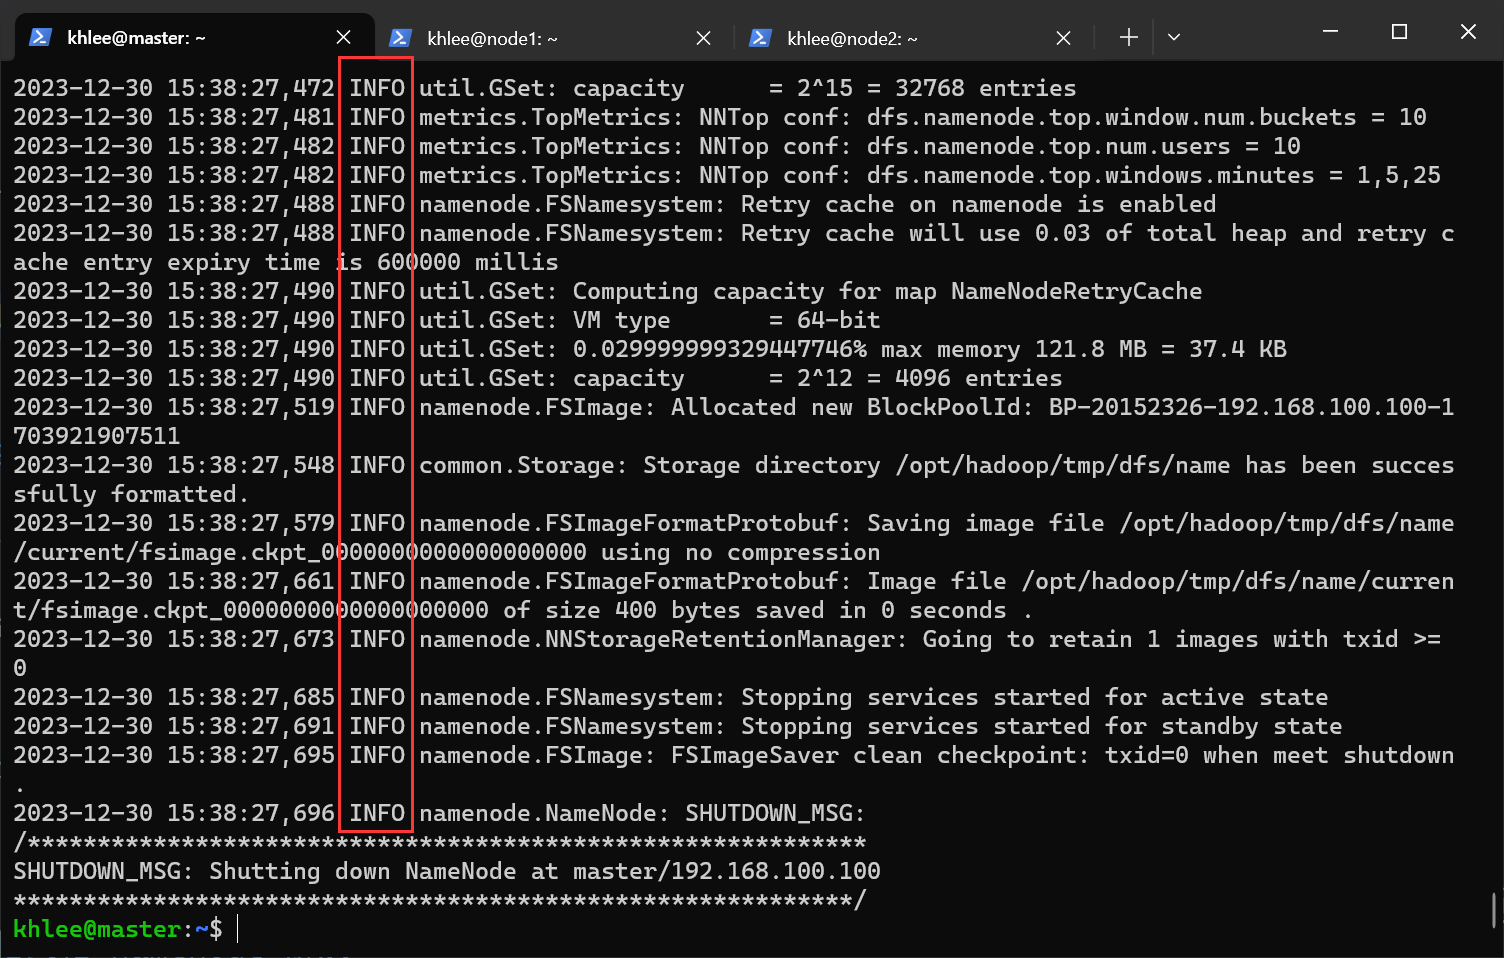 khlee@master: ~ khlee@node1: ~ khlee@node2: ~
2023-12-30 15:38:27,472 INFO util.GSet: capacity      = 2^15 = 32768 entries
2023-12-30 15:38:27,481 INFO metrics.TopMetrics: NNTop conf: dfs.namenode.top.window.num.buckets = 10
2023-12-30 15:38:27,482 INFO metrics.TopMetrics: NNTop conf: dfs.namenode.top.num.users = 10
2023-12-30 15:38:27,482 INFO metrics.TopMetrics: NNTop conf: dfs.namenode.top.windows.minutes = 1,5,25
2023-12-30 15:38:27,488 INFO namenode.FSNamesystem: Retry cache on namenode is enabled
2023-12-30 15:38:27,488 INFO namenode.FSNamesystem: Retry cache will use 0.03 of total heap and retry c
ache entry expiry time is 600000 millis
2023-12-30 15:38:27,490 INFO util.GSet: Computing capacity for map NameNodeRetryCache
2023-12-30 15:38:27,490 INFO util.GSet: VM type       = 64-bit
2023-12-30 15:38:27,490 INFO util.GSet: 0.029999999329447746% max memory 121.8 MB = 37.4 KB
2023-12-30 15:38:27,490 INFO util.GSet: capacity      = 2^12 = 4096 entries
2023-12-30 15:38:27,519 INFO namenode.FSImage: Allocated new BlockPoolId: BP-20152326-192.168.100.100-1
703921907511
2023-12-30 15:38:27,548 INFO common.Storage: Storage directory /opt/hadoop/tmp/dfs/name has been succes
sfully formatted.
2023-12-30 15:38:27,579 INFO namenode.FSImageFormatProtobuf: Saving image file /opt/hadoop/tmp/dfs/name
/current/fsimage.ckpt_0000000000000000000 using no compression
2023-12-30 15:38:27,661 INFO namenode.FSImageFormatProtobuf: Image file /opt/hadoop/tmp/dfs/name/curren
t/fsimage.ckpt_0000000000000000000 of size 400 bytes saved in 0 seconds .
2023-12-30 15:38:27,673 INFO namenode.NNStorageRetentionManager: Going to retain 1 images with txid >=
0
2023-12-30 15:38:27,685 INFO namenode.FSNamesystem: Stopping services started for active state
2023-12-30 15:38:27,691 INFO namenode.FSNamesystem: Stopping services started for standby state
2023-12-30 15:38:27,695 INFO namenode.FSImage: FSImageSaver clean checkpoint: txid=0 when meet shutdown
.
2023-12-30 15:38:27,696 INFO namenode.NameNode: SHUTDOWN_MSG:
/************************************************************
SHUTDOWN_MSG: Shutting down NameNode at master/192.168.100.100
************************************************************/
khlee@master:~$